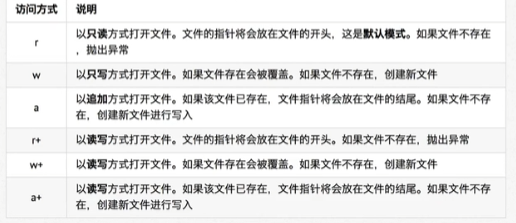 访问方式 说明
r 以只读方式打开文件。文件的指针将会放在文件的开头，这是默认模式。如果文件不存在
，抛出异常
w 以只写方式打开文件。如果文件存在会被覆盖。如果文件不存在，创建新文件
a 以追加方式打开文件。如果该文件已存在，文件指针将会放在文件的结尾。如果文件不存
在，创建新文件进行写入
r+ 以读写方式打开文件。文件的指针将会放在文件的开头。如果文件不存在，抛出异常
w+ 以读写方式打开文件。如果文件存在会被覆盖。如果文件不存在，创建新文件
a+ 以读写方式打开文件。如果该文件已存在，文件指针将会放在文件的结尾。如果文件不存
在，创建新文件进行写入